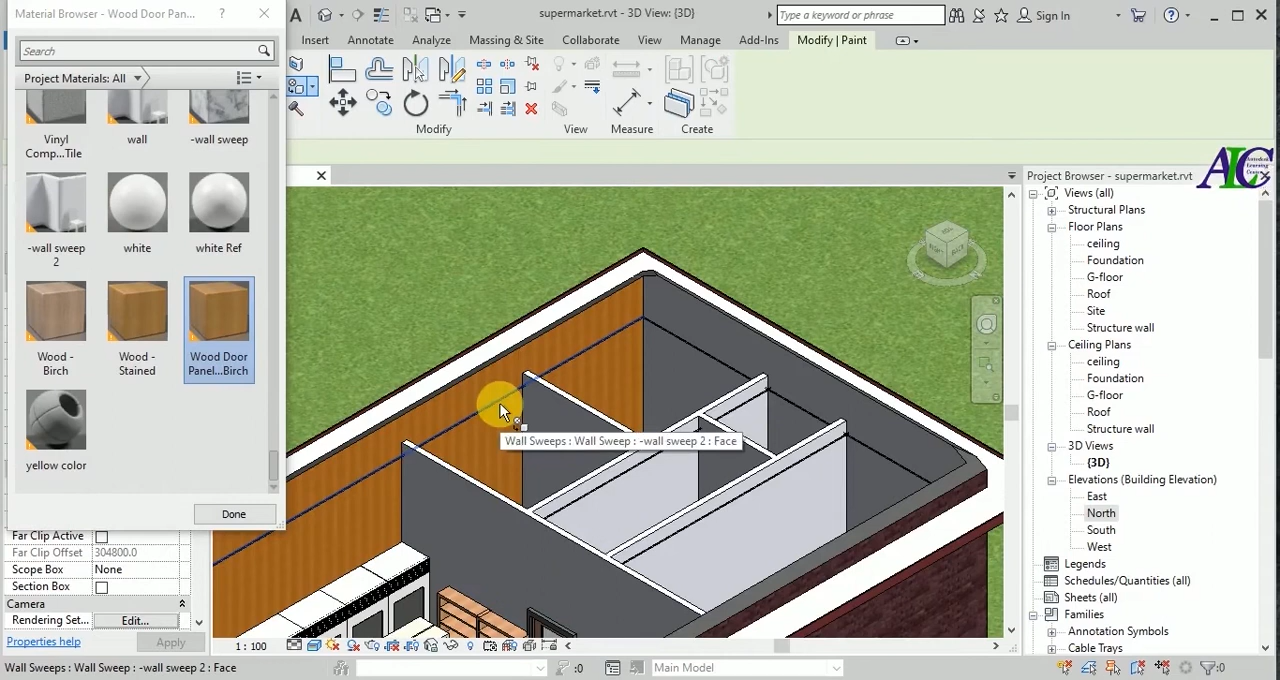 Material Browser - Wood Door Pan...
?
supermarket.rvt - 3D View: {3D}
Type a keyword or phrase
Sign In
Search
Insert
Annotate
Analyze
Massing & Site
Collaborate
View
Manage
Add-Ins
Modify | Paint
Project Materials: All
Modify
View
Measure
Create
Vinyl Comp...Tile
wall
-wall sweep
-wall sweep 2
white
white Ref
Wood - Birch
Wood - Stained
Wood Door Panel...Birch
yellow color
Done
Far Clip Active
Far Clip Offset
304800.0
Scope Box
None
Section Box
Camera
Rendering Set...
Edit...
Properties help
Apply
Wall Sweeps : Wall Sweep : -wall sweep 2 : Face
1 : 100
Wall Sweeps : Wall Sweep : -wall sweep 2 : Face
:0
Main Model
:0
ALC
Project Browser - supermarket.rvt
Views (all)
Structural Plans
Floor Plans
ceiling
Foundation
G-floor
Roof
Site
Structure wall
Ceiling Plans
ceiling
Foundation
G-floor
Roof
Structure wall
3D Views
{3D}
Elevations (Building Elevation)
East
North
South
West
Legends
Schedules/Quantities (all)
Sheets (all)
Families
Annotation Symbols
Cable Trays